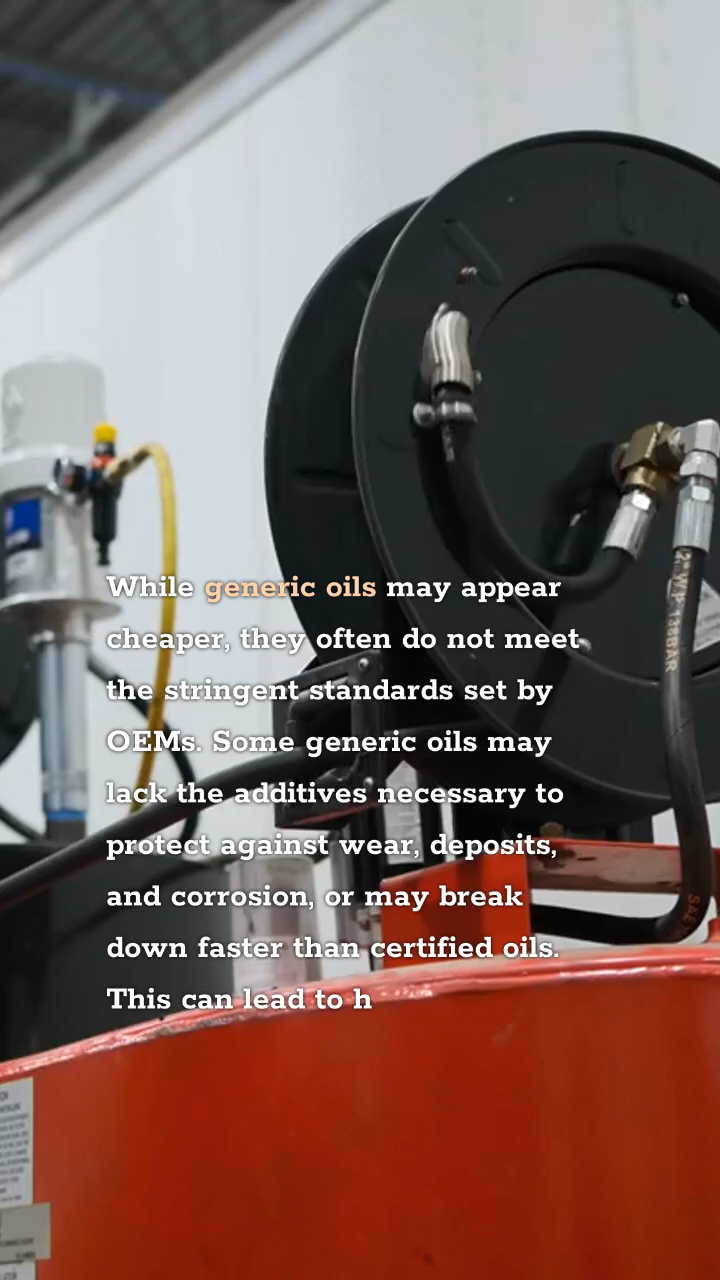 While generic oils may appear
cheaper, they often do not meet
the stringent standards set by
OEMs. Some generic oils may
lack the additives necessary to
protect against wear, deposits,
and corrosion, or may break
down faster than certified oils.
This can lead to h